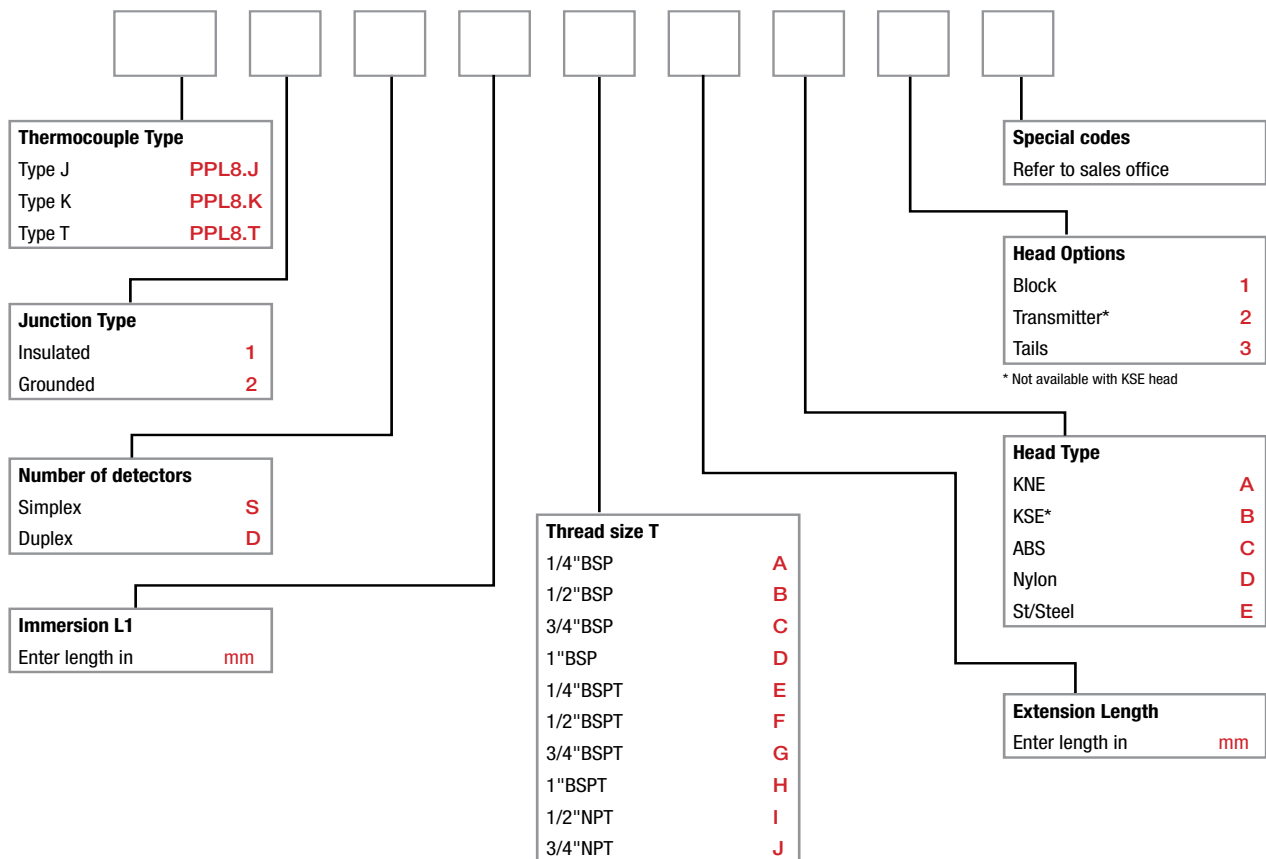 Thermocouple Type
Type J PPL8.J
Type K PPL8.K
Type T PPL8.T
Junction Type
Insulated 1
Grounded 2
Number of detectors
Simplex S
Duplex D
Immersion L1
Enter length in mm
Thread size T
1/4"BSP A
1/2"BSP B
3/4"BSP C
1"BSP D
1/4"BSPT E
1/2"BSPT F
3/4"BSPT G
1"BSPT H
1/2"NPT I
3/4"NPT J
Special codes
Refer to sales office
Head Options
Block 1
Transmitter* 2
Tails 3
* Not available with KSE head
Head Type
KNE A
KSE* B
ABS C
Nylon D
St/Steel E
Extension Length
Enter length in mm